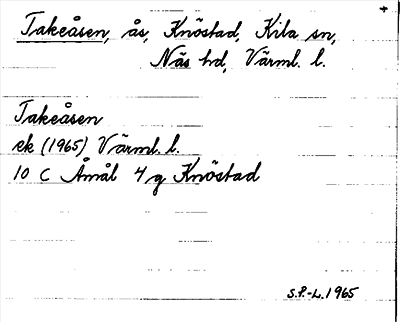 Takeåsen, ås, Knöstad, Kila sn,
Näs hd, Värml. l.
Takeåsen
ek (1965) Värml. l.
10 C Åmål 4 g Knöstad
S.P.-L. 1965